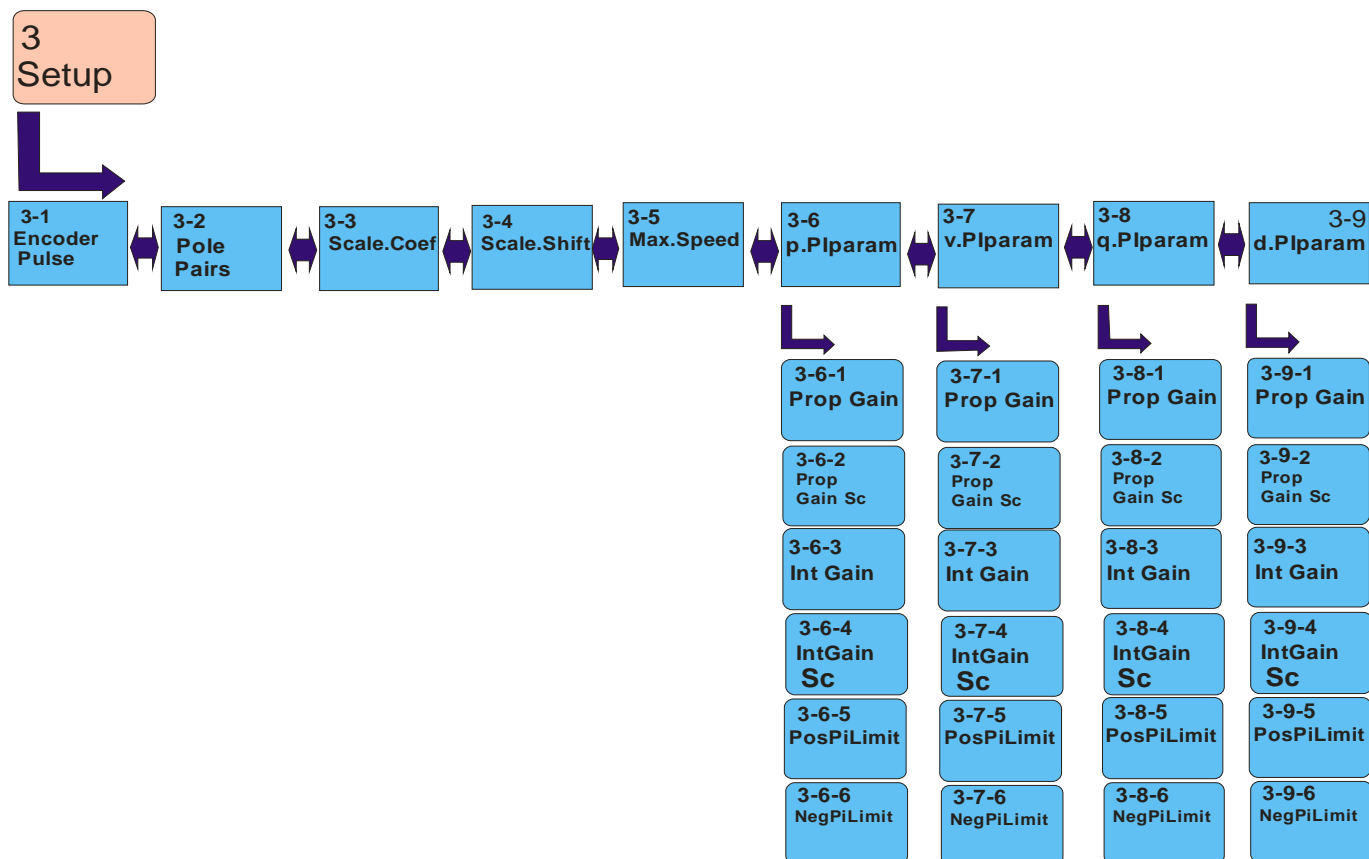 3
Setup
3-1
Encoder
Pulse
3-2
Pole
Pairs
3-3
Scale.Coef
3-4
Scale.Shift
3-5
Max.Speed
3-6
p.PIparam
3-7
v.PIparam
3-8
q.PIparam
3-9
d.PIparam
3-6-1
Prop Gain
3-6-2
Prop
Gain Sc
3-6-3
Int Gain
3-6-4
IntGain
Sc
3-6-5
PosPiLimit
3-6-6
NegPiLimit
3-7-1
Prop Gain
3-7-2
Prop
Gain Sc
3-7-3
Int Gain
3-7-4
IntGain
Sc
3-7-5
PosPiLimit
3-7-6
NegPiLimit
3-8-1
Prop Gain
3-8-2
Prop
Gain Sc
3-8-3
Int Gain
3-8-4
IntGain
Sc
3-8-5
PosPiLimit
3-8-6
NegPiLimit
3-9-1
Prop Gain
3-9-2
Prop
Gain Sc
3-9-3
Int Gain
3-9-4
IntGain
Sc
3-9-5
PosPiLimit
3-9-6
NegPiLimit